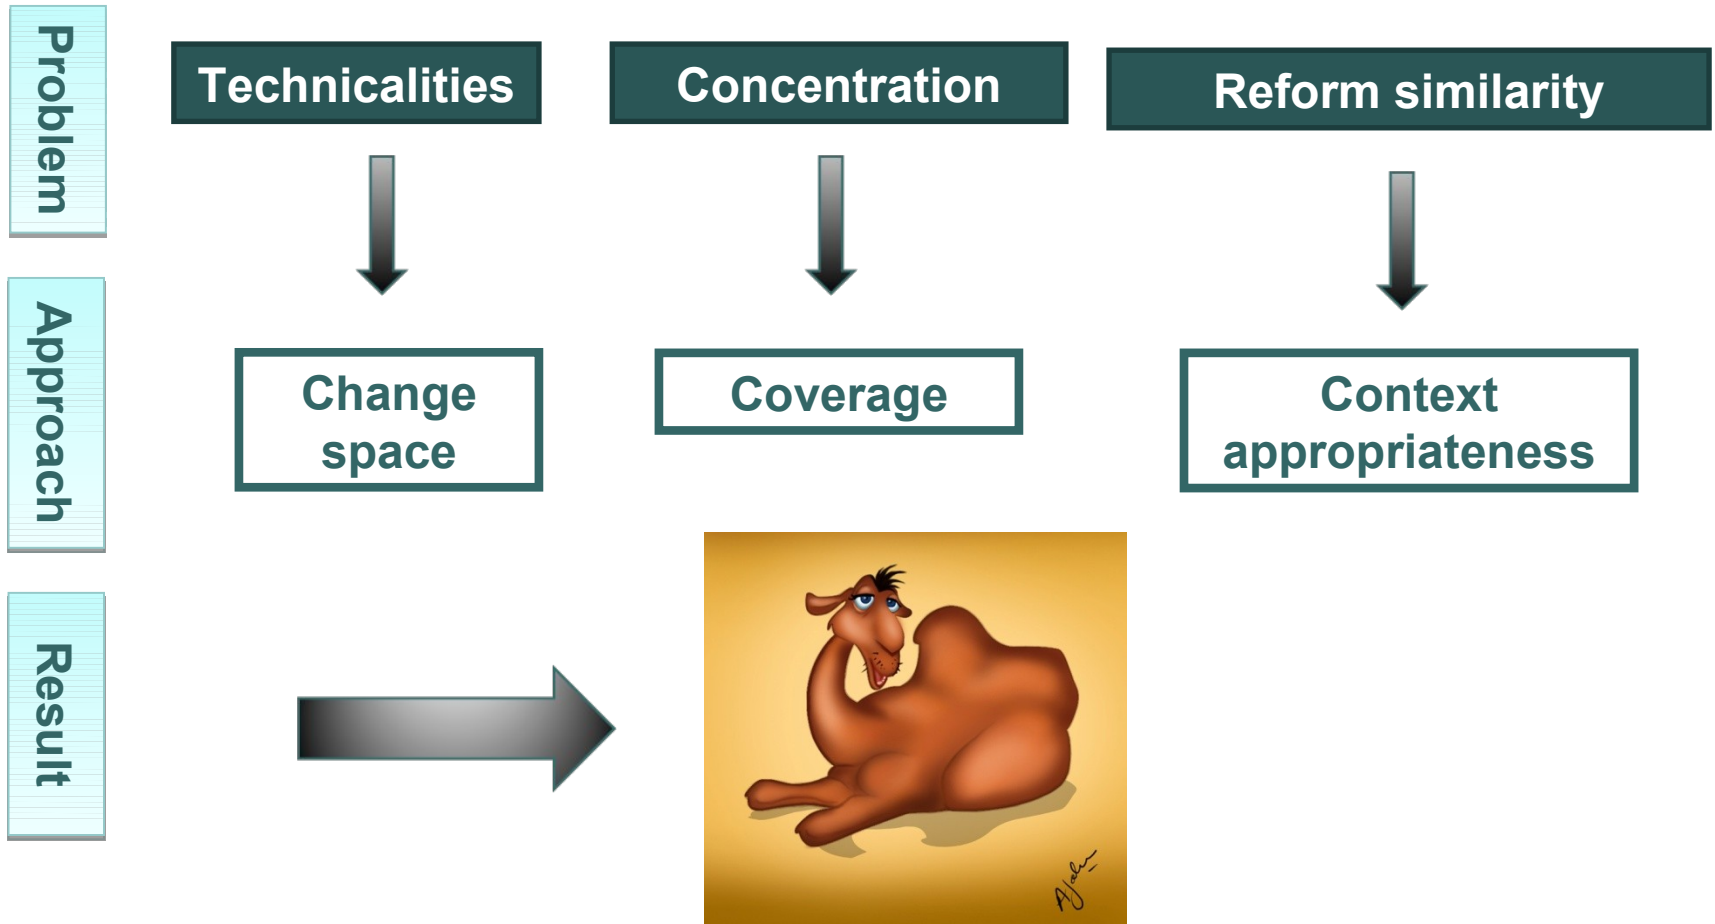 Problem
Technicalities
Concentration
Reform similarity
Approach
Change
space
Coverage
Context
appropriateness
Result